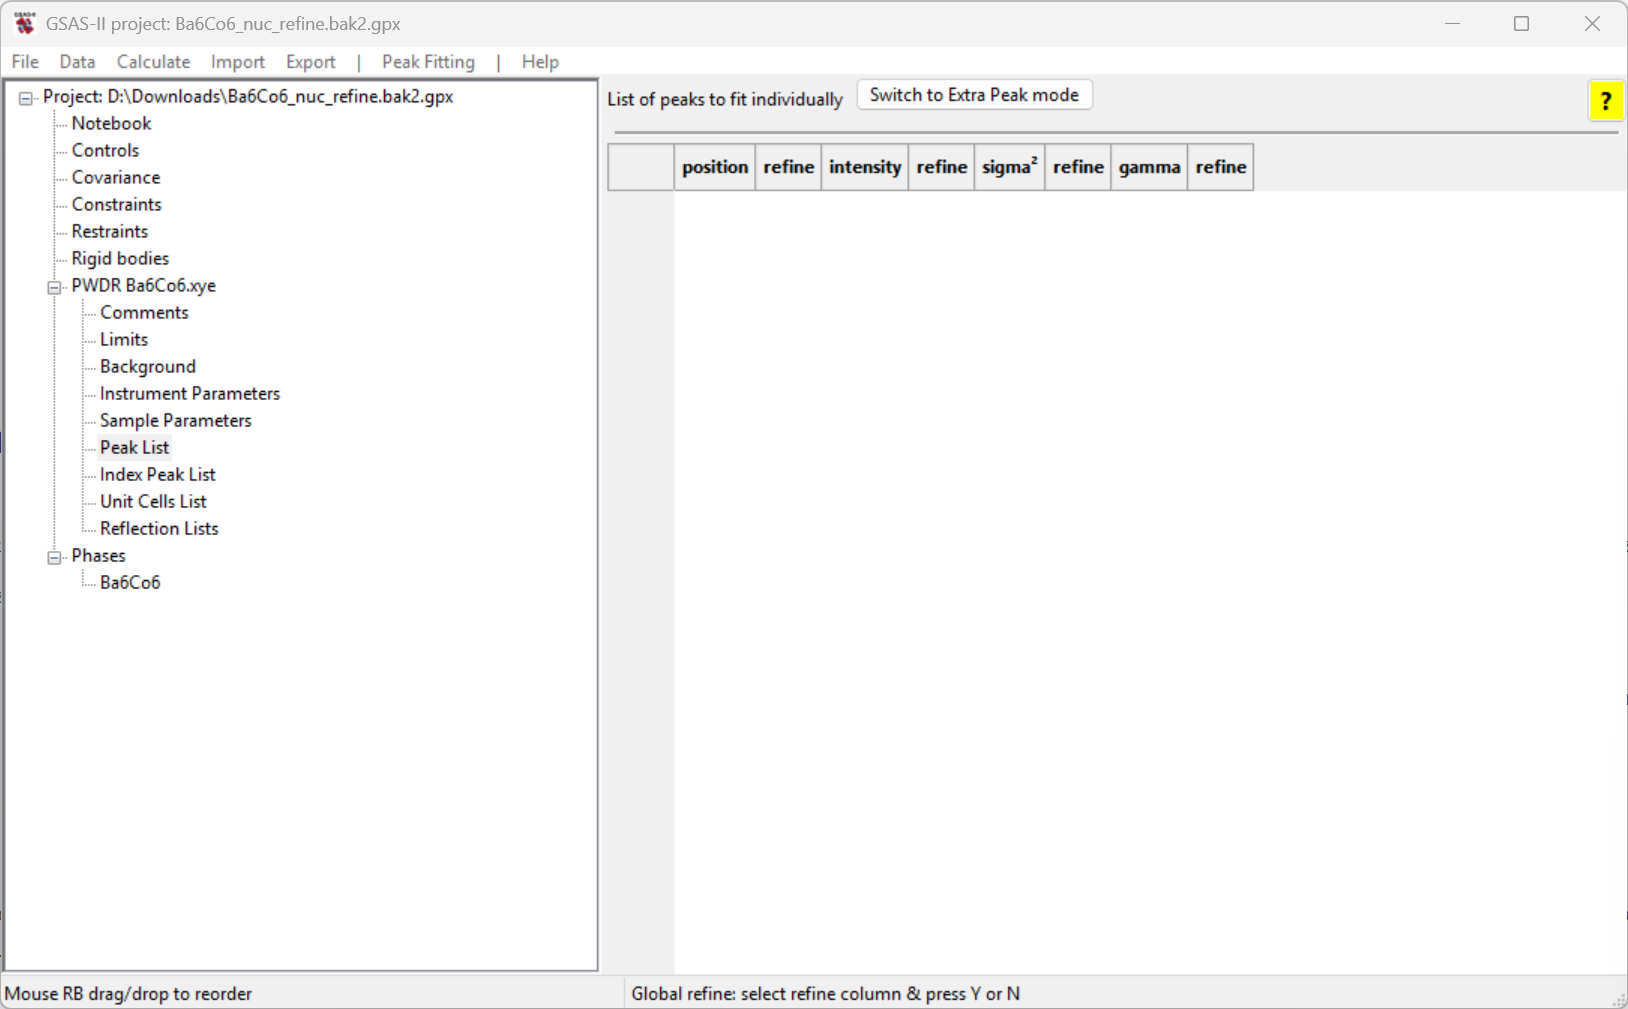 GSAS-II project: Ba6Co6_nuc_refine.bak2.gpx
File Data Calculate Import Export | Peak Fitting | Help
Project: D:\Downloads\Ba6Co6_nuc_refine.bak2.gpx
Notebook
Controls
Covariance
Constraints
Restraints
Rigid bodies
PWDR Ba6Co6.xye
Comments
Limits
Background
Instrument Parameters
Sample Parameters
Peak List
Index Peak List
Unit Cells List
Reflection Lists
Phases
Ba6Co6
List of peaks to fit individually Switch to Extra Peak mode ?
position refine intensity refine sigma² refine gamma refine
Mouse RB drag/drop to reorder
Global refine: select refine column & press Y or N